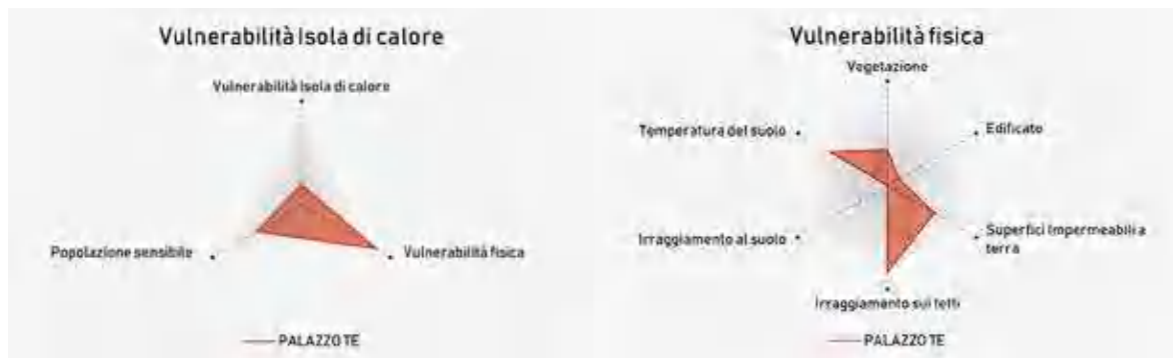 Vulnerabilità Isola di calore
Vulnerabilità Isola di calore
Popolazione sensibile
Vulnerabilità fisica
PALAZZO TE
Vulnerabilità fisica
Vegetazione
Temperatura del suolo
Edificato
Irraggiamento al suolo
Superfici Impermeabili a
terra
Irraggiamento sui tetti
PALAZZO TE